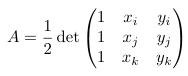 A = \frac{1}{2} \det \begin{pmatrix} 1 & x_i & y_i \\ 1 & x_j & y_j \\ 1 & x_k & y_k \end{pmatrix}